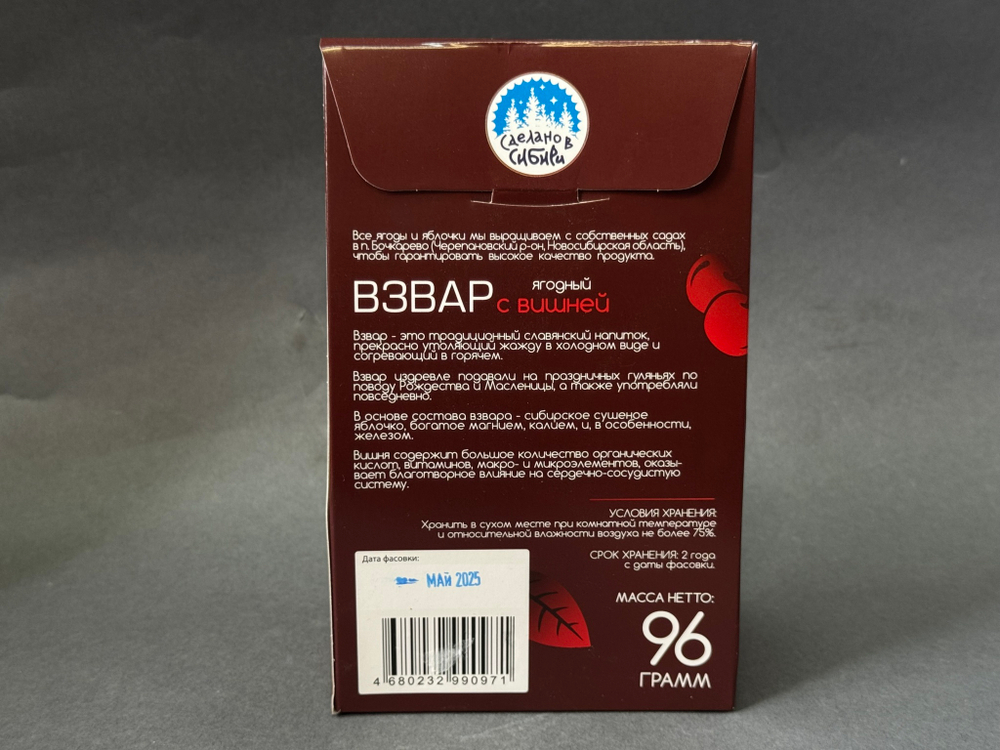 Сделано в
Сибири
Все ягоды и яблочки мы выращиваем с собственных садах
в п. Бочкарево (Черепановский р-он, Новосибирская область),
чтобы гарантировать высокое качество продукта.
ВЗВАР ягодный
с вишней
Взвар - это традиционный славянский напиток,
прекрасно утоляющий жажду в холодном виде и
согревающий в горячем.
Взвар издревле подавали на праздничных гуляньях по
поводу Рождества и Масленицы, а также употребляли
повседневно.
В основе состава взвара - сибирское сушеное
яблочко, богатое магнием, калием, и, в особенности,
железом.
Вишня содержит большое количество органических
кислот, витаминов, макро- и микроэлементов, оказы-
вает благотворное влияние на сердечно-сосудистую
систему.
УСЛОВИЯ ХРАНЕНИЯ:
Хранить в сухом месте при комнатной температуре
и относительной влажности воздуха не более 75%.
СРОК ХРАНЕНИЯ: 2 года
с даты фасовки.
Дата фасовки:
МАЙ 2025
4 680232 990971
МАССА НЕТТО:
96
ГРАММ